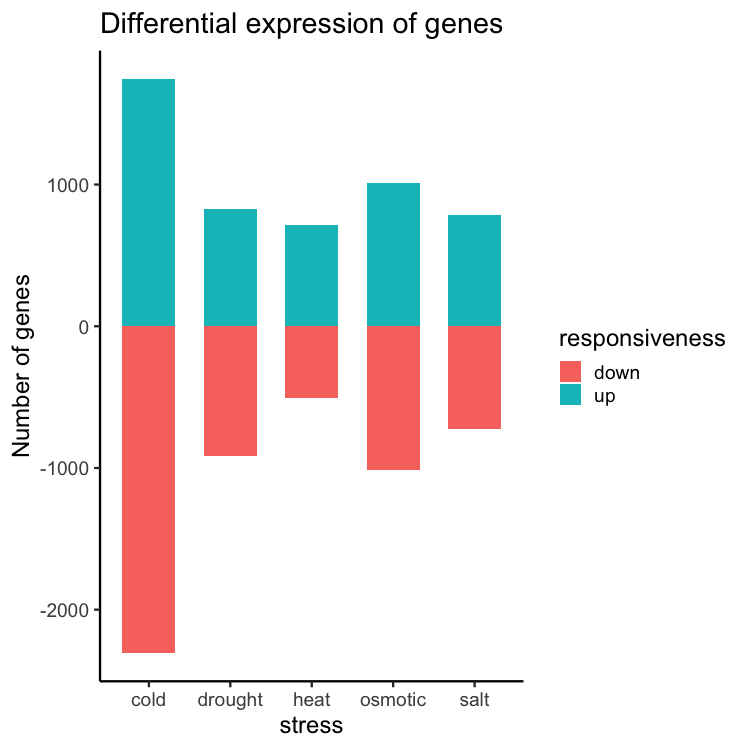 Differential expression of genes
Number of genes
1000
0
-1000
-2000
cold drought heat osmotic salt
stress
responsiveness
down
up